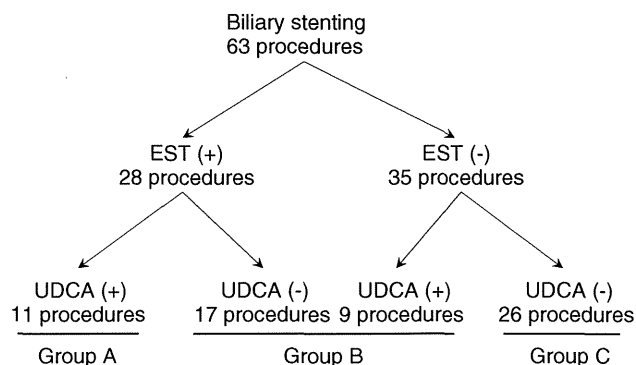 Biliary stenting
63 procedures
EST (+)
28 procedures
EST (-)
35 procedures
UDCA (+)
11 procedures
UDCA (-)
17 procedures
UDCA (+)
9 procedures
UDCA (-)
26 procedures
Group A
Group B
Group C